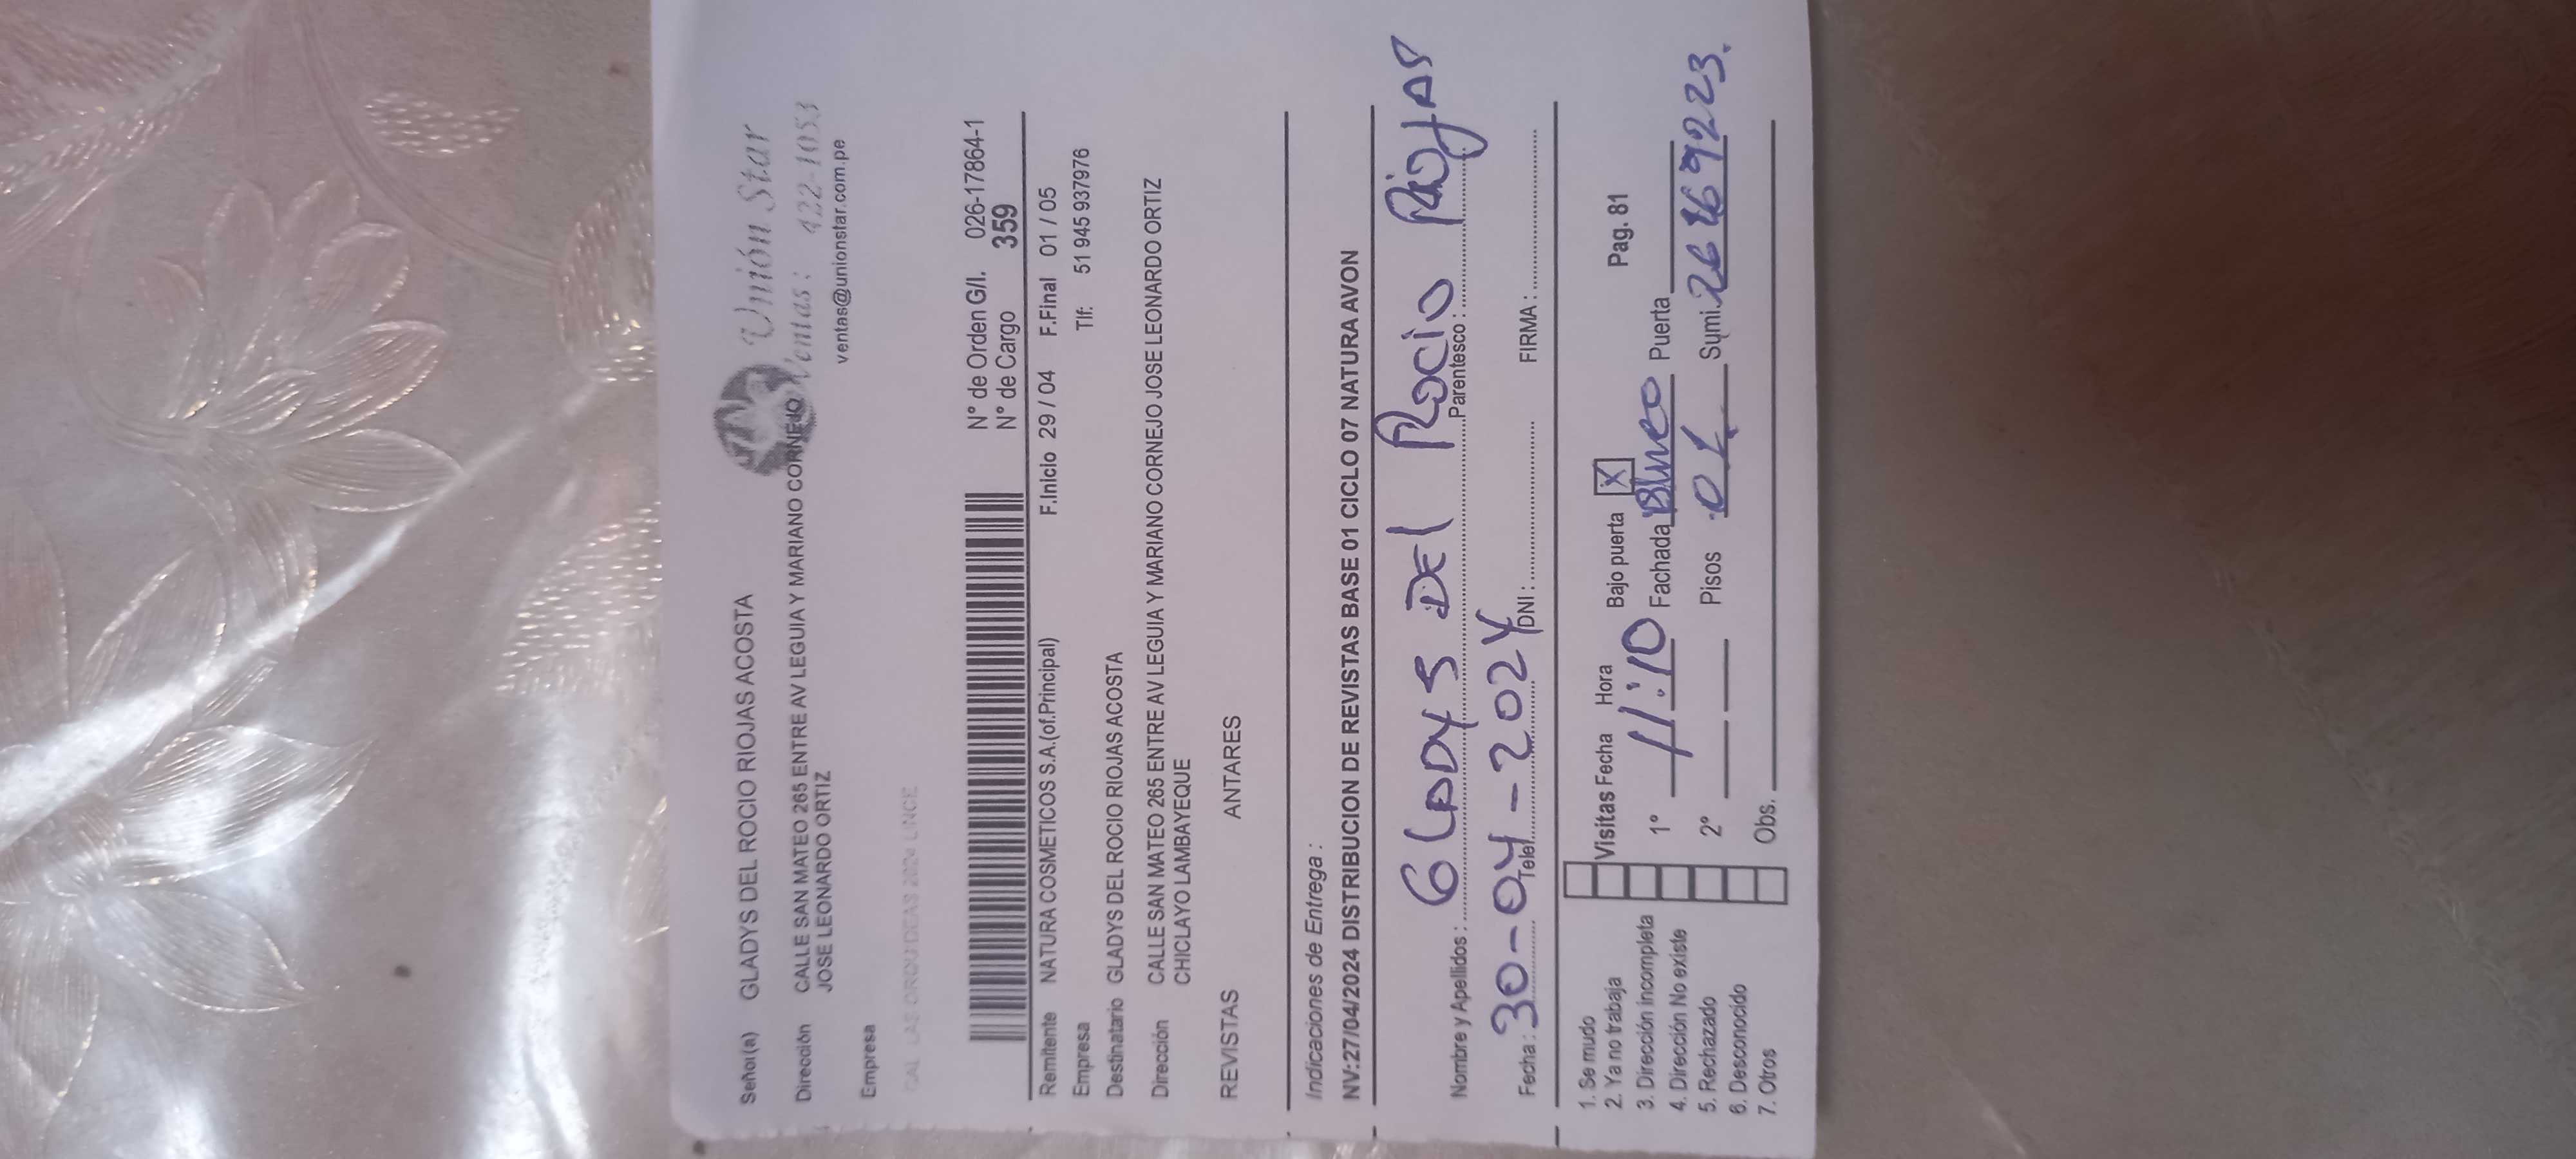 Unión Star
Ventas: 422-1053
ventas@unionstar.com.pe
Señor(a) GLADYS DEL ROCIO RIOJAS ACOSTA
Dirección CALLE SAN MATEO 265 ENTRE AV LEGUIA Y MARIANO CORNEJO
JOSE LEONARDO ORTIZ
Empresa
CAL LAS ORQUIDEAS 2624 LINCE
N° de Orden G/I. 026-17864-1
N° de Cargo 359
Remitente NATURA COSMETICOS S.A.(of.Principal) F.Inicio 29 / 04 F.Final 01 / 05
Empresa Tlf: 51 945 937976
Destinatario GLADYS DEL ROCIO RIOJAS ACOSTA
Dirección CALLE SAN MATEO 265 ENTRE AV LEGUIA Y MARIANO CORNEJO JOSE LEONARDO ORTIZ
CHICLAYO LAMBAYEQUE
REVISTAS ANTARES
Indicaciones de Entrega :
NV:27/04/2024 DISTRIBUCION DE REVISTAS BASE 01 CICLO 07 NATURA AVON
Nombre y Apellidos : GLADYS DEL ROCIO RIOJAS Parentesco :
Fecha : 30-04-2024 Telef. DNI : FIRMA :
1. Se mudo
2. Ya no trabaja
3. Dirección incompleta
4. Dirección No existe
5. Rechazado
6. Desconocido
7. Otros
Visitas Fecha Hora Bajo puerta X Pag. 81
1° 11:10 Fachada Puerta
2° Pisos 01 Sumi.
Obs.